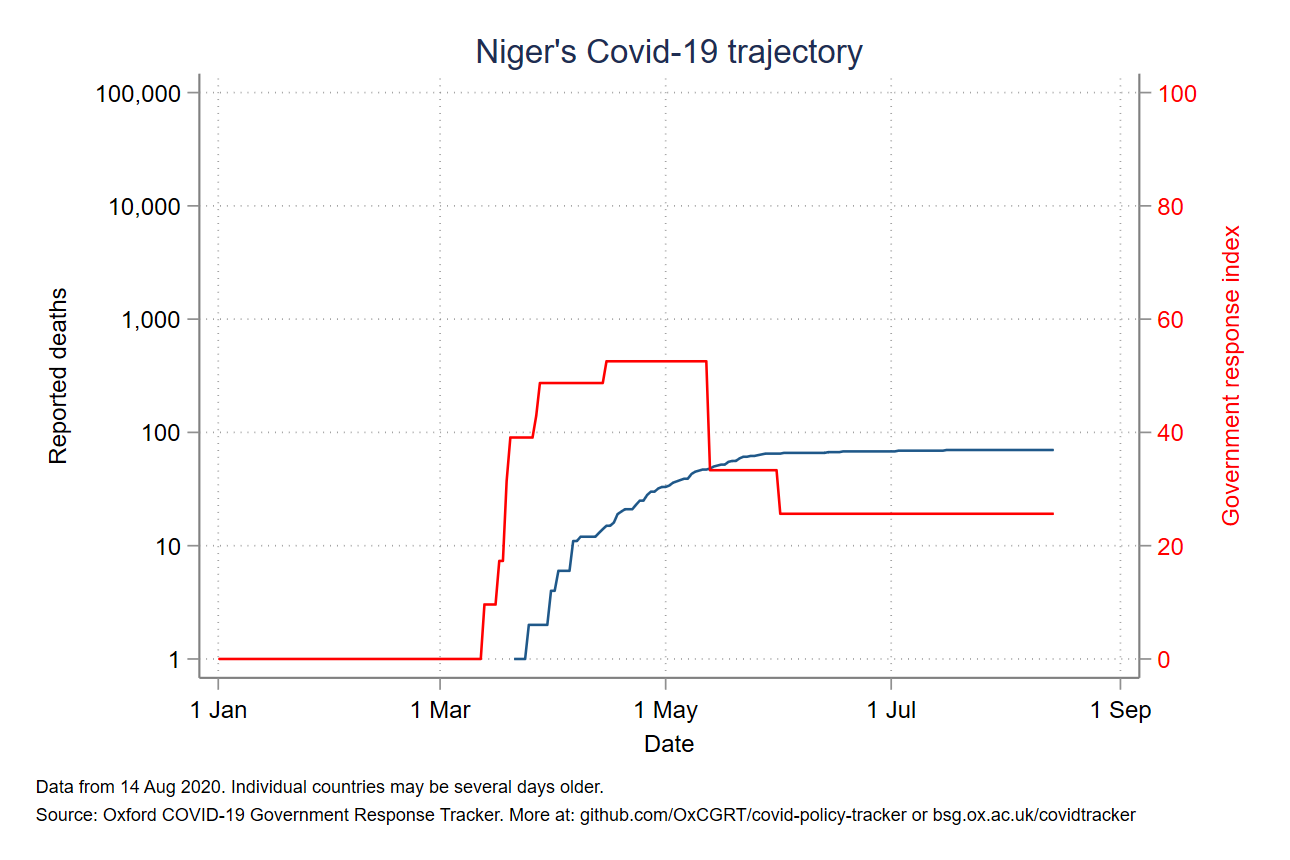 Niger's Covid-19 trajectory
100,000
10,000
1,000
100
10
1
Reported deaths
100
80
60
40
20
0
Government response index
1 Jan
1 Mar
1 May
1 Jul
1 Sep
Date
Data from 14 Aug 2020. Individual countries may be several days older.
Source: Oxford COVID-19 Government Response Tracker. More at: github.com/OxCGRT/covid-policy-tracker or bsg.ox.ac.uk/covidtracker